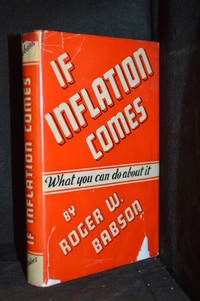 IF
INFLATION
COMES
What you can do about it
BY
ROGER W.
BABSON
IF INFLATION COMES